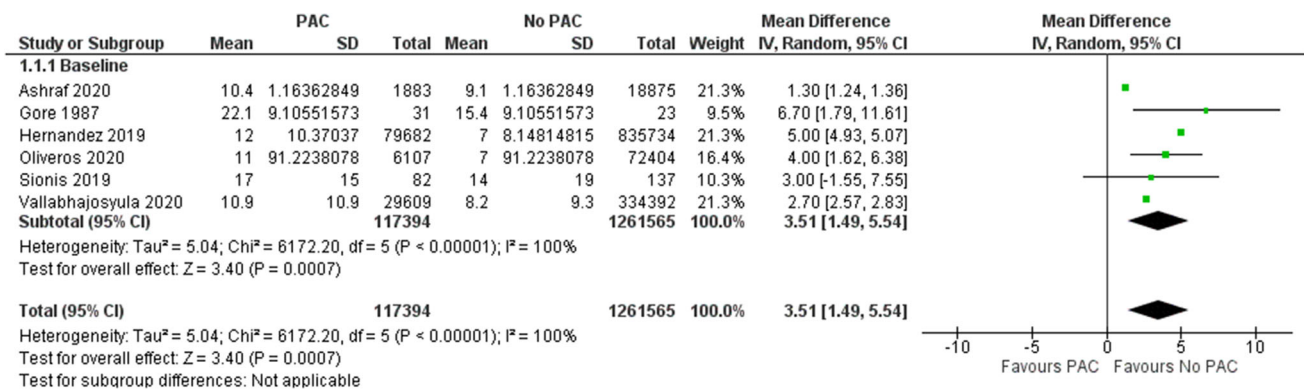 PAC No PAC Mean Difference Mean Difference
Study or Subgroup Mean SD Total Mean SD Total Weight IV, Random, 95% CI IV, Random, 95% CI
1.1.1 Baseline
Ashraf 2020 10.4 1.16362849 1883 9.1 1.16362849 18875 21.3% 1.30 [1.24, 1.36]
Gore 1987 22.1 9.10551573 31 15.4 9.10551573 23 9.5% 6.70 [1.79, 11.61]
Hernandez 2019 12 10.37037 79682 7 8.14814815 835734 21.3% 5.00 [4.93, 5.07]
Oliveros 2020 11 91.2238078 6107 7 91.2238078 72404 16.4% 4.00 [1.62, 6.38]
Sionis 2019 17 15 82 14 19 137 10.3% 3.00 [-1.55, 7.55]
Vallabhajosyula 2020 10.9 10.9 29609 8.2 9.3 334392 21.3% 2.70 [2.57, 2.83]
Subtotal (95% CI) 117394 1261565 100.0% 3.51 [1.49, 5.54]
Heterogeneity: Tau² = 5.04; Chi² = 6172.20, df = 5 (P < 0.00001); I² = 100%
Test for overall effect: Z = 3.40 (P = 0.0007)
Total (95% CI) 117394 1261565 100.0% 3.51 [1.49, 5.54]
Heterogeneity: Tau² = 5.04; Chi² = 6172.20, df = 5 (P < 0.00001); I² = 100%
Test for overall effect: Z = 3.40 (P = 0.0007)
Test for subgroup differences: Not applicable
-10 -5 0 5 10
Favours PAC Favours No PAC